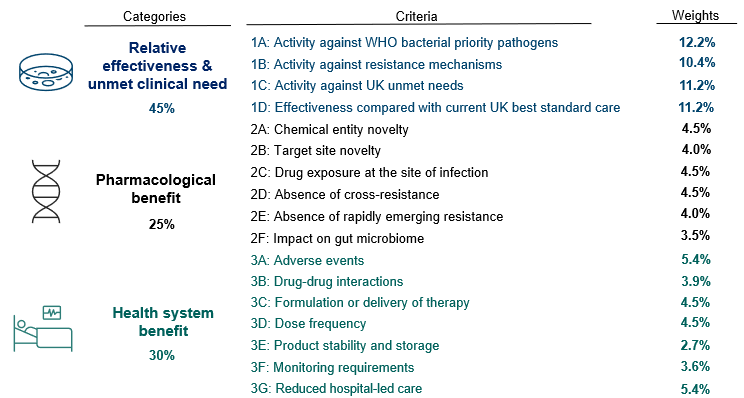 Categories Criteria Weights
Relative
effectiveness &
unmet clinical need
45%
1A: Activity against WHO bacterial priority pathogens 12.2%
1B: Activity against resistance mechanisms 10.4%
1C: Activity against UK unmet needs 11.2%
1D: Effectiveness compared with current UK best standard care 11.2%
Pharmacological
benefit
25%
2A: Chemical entity novelty 4.5%
2B: Target site novelty 4.0%
2C: Drug exposure at the site of infection 4.5%
2D: Absence of cross-resistance 4.5%
2E: Absence of rapidly emerging resistance 4.0%
2F: Impact on gut microbiome 3.5%
Health system
benefit
30%
3A: Adverse events 5.4%
3B: Drug-drug interactions 3.9%
3C: Formulation or delivery of therapy 4.5%
3D: Dose frequency 4.5%
3E: Product stability and storage 2.7%
3F: Monitoring requirements 3.6%
3G: Reduced hospital-led care 5.4%